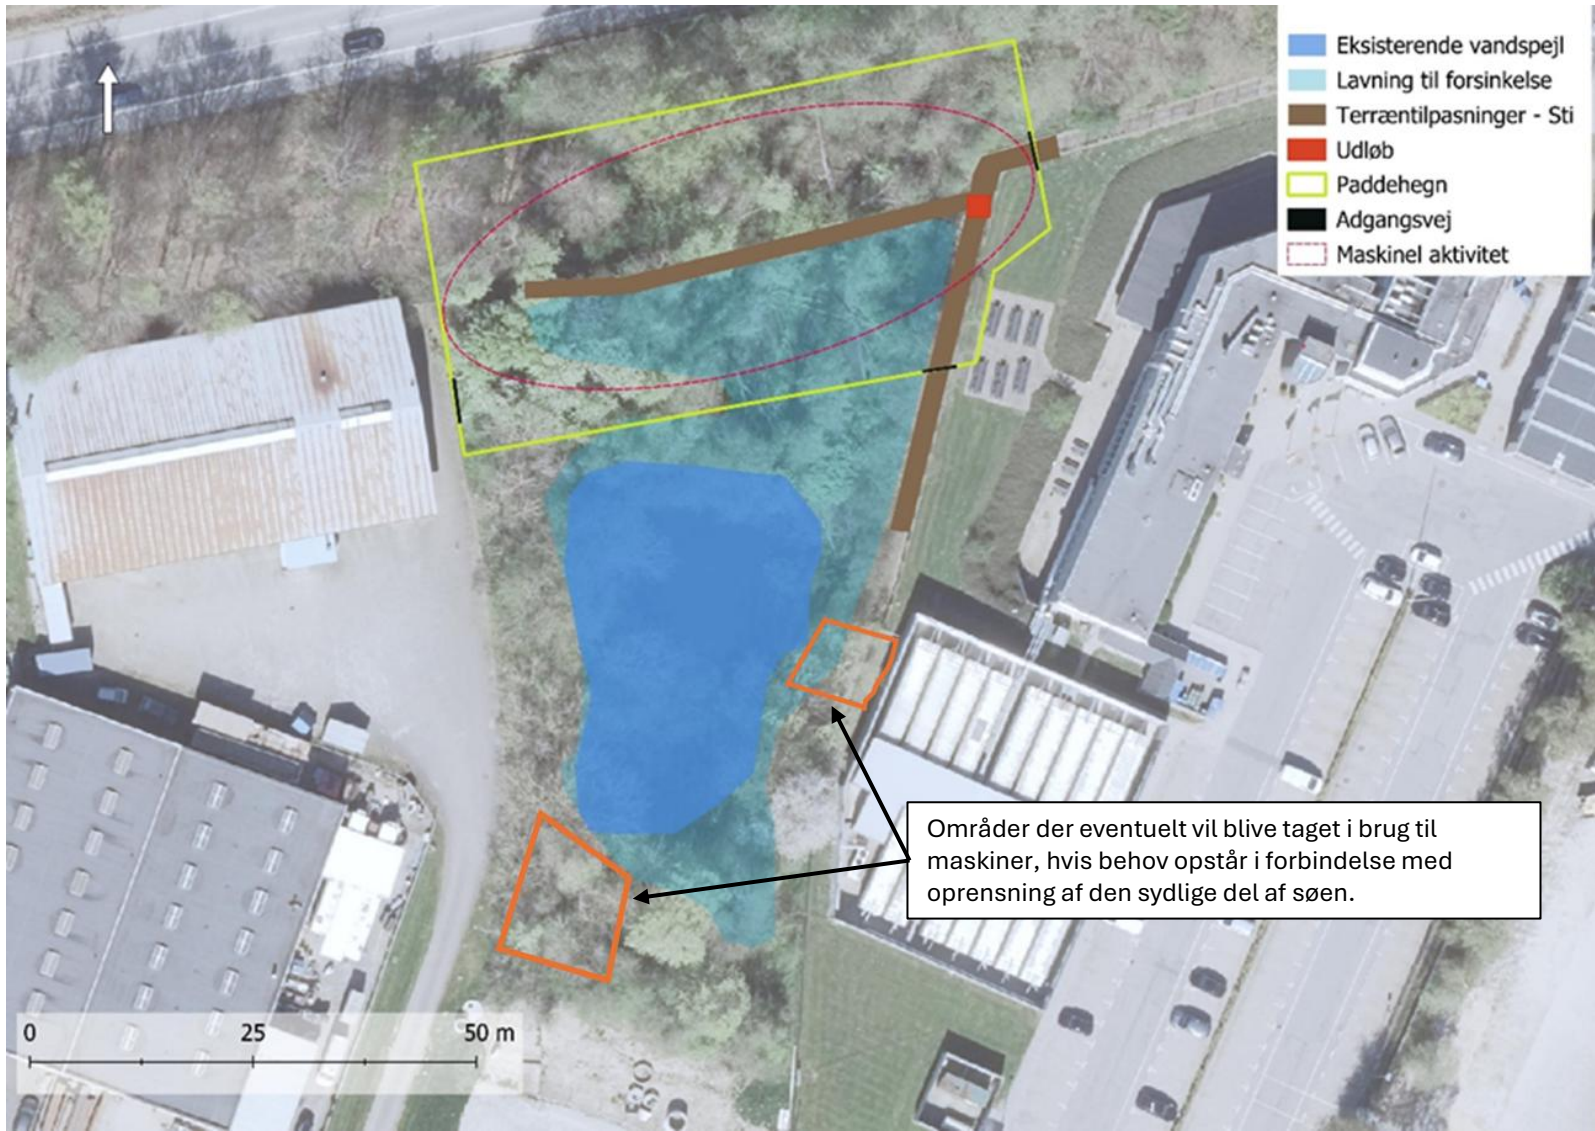 Eksisterende vandspejl
Lavning til forsinkelse
Terræntilpasninger - Sti
Udløb
Paddehegn
Adgangsvej
Maskinel aktivitet
Områder der eventuelt vil blive taget i brug til
maskiner, hvis behov opstår i forbindelse med
oprensning af den sydlige del af søen.
0 25 50 m